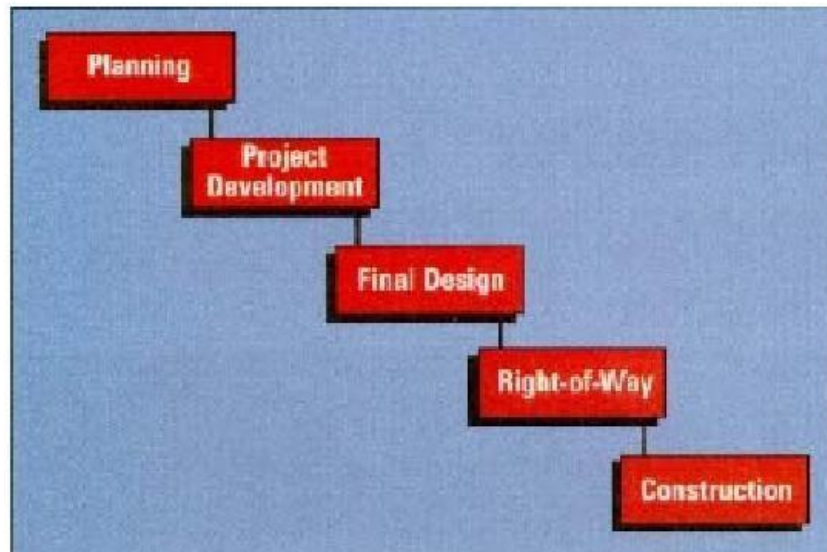 Planning
Project
Development
Final Design
Right-of-Way
Construction